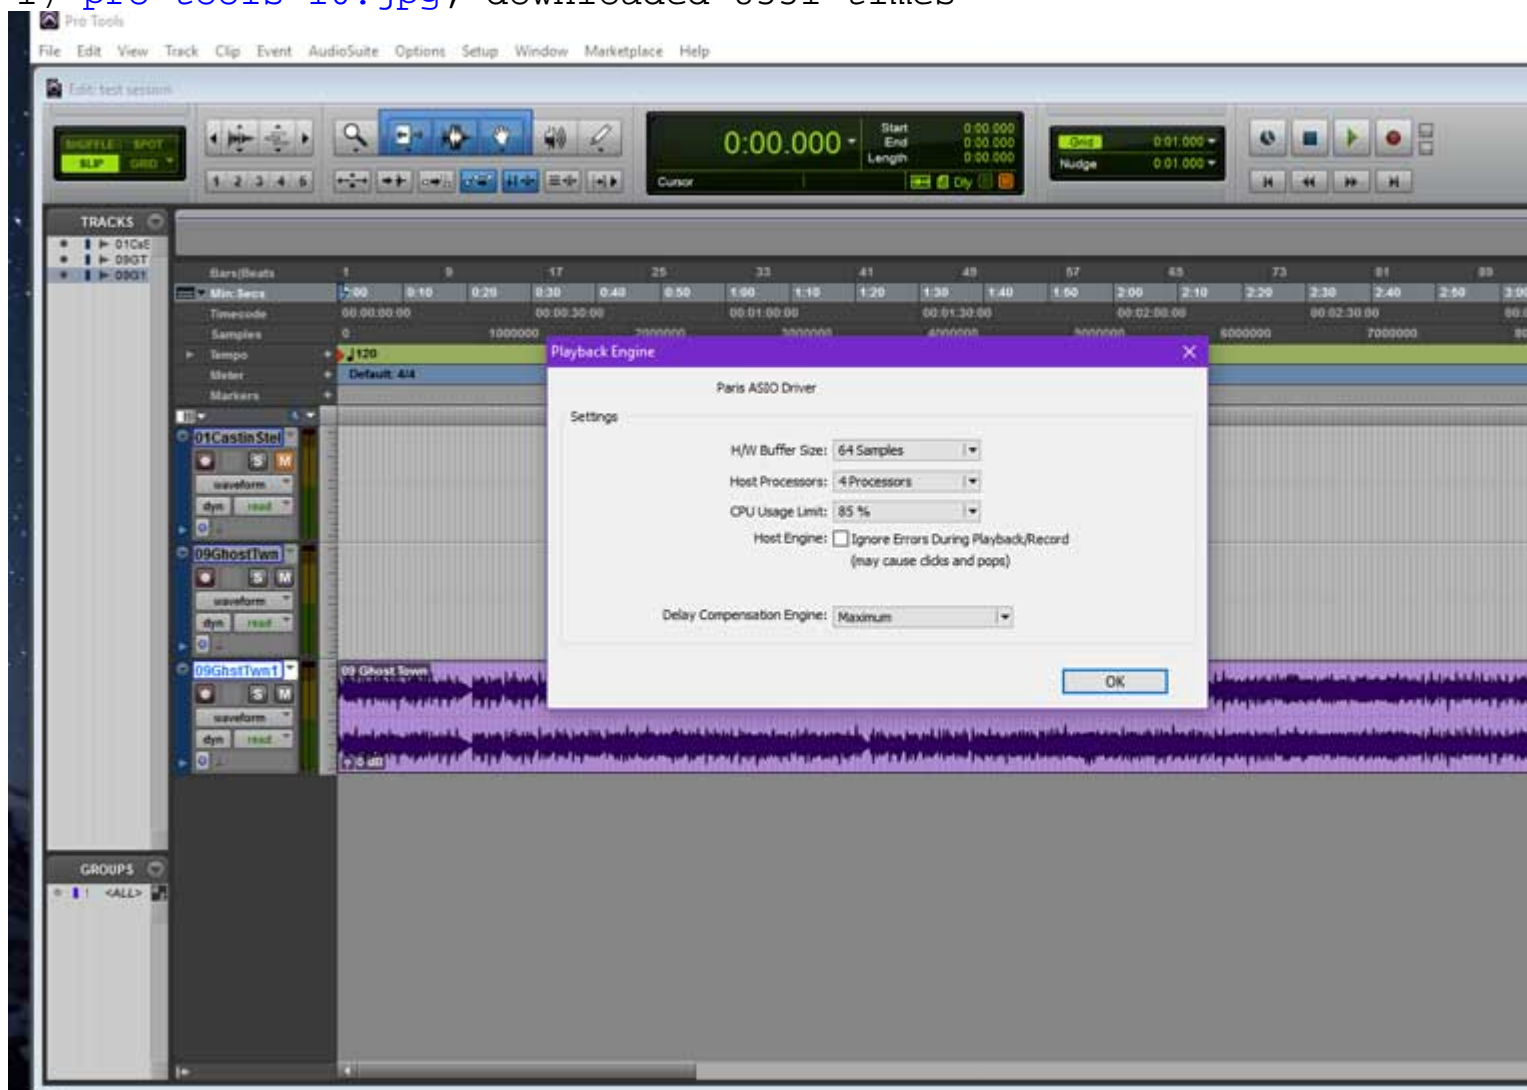 Pro Tools
File Edit View Track Clip Event AudioSuite Options Setup Window Marketplace Help
Edit: test session
SHUFFLE SPOT
SLIP GRID
1 2 3 4 5
0:00.000
Start 0:00.000
End 0:00.000
Length 0:00.000
Cursor
Dly
Grid 0:01.000
Nudge 0:01.000
TRACKS
01CsS
09GT
09G1
Bars|Beats 1 9 17 25 33 41 49 57 65 73 81 89
Min:Secs 0:00 0:10 0:20 0:30 0:40 0:50 1:00 1:10 1:20 1:30 1:40 1:50 2:00 2:10 2:20 2:30 2:40 2:50 3:00
Timecode 00:00:00:00 00:00:30:00 00:01:00:00 00:01:30:00 00:02:00:00 00:02:30:00
Samples 0 1000000 2000000 3000000 4000000 5000000 6000000 7000000
Tempo 120
Meter Default: 4/4
Markers
Playback Engine
Paris ASIO Driver
Settings
H/W Buffer Size: 64 Samples
Host Processors: 4 Processors
CPU Usage Limit: 85 %
Host Engine: Ignore Errors During Playback/Record
(may cause clicks and pops)
Delay Compensation Engine: Maximum
OK
01CastinStel
S M
waveform
dyn read
09GhostTwn
S M
waveform
dyn read
09GhstTwn1
S M
waveform
dyn read
09 Ghost Town
0 dB
GROUPS
! <ALL>